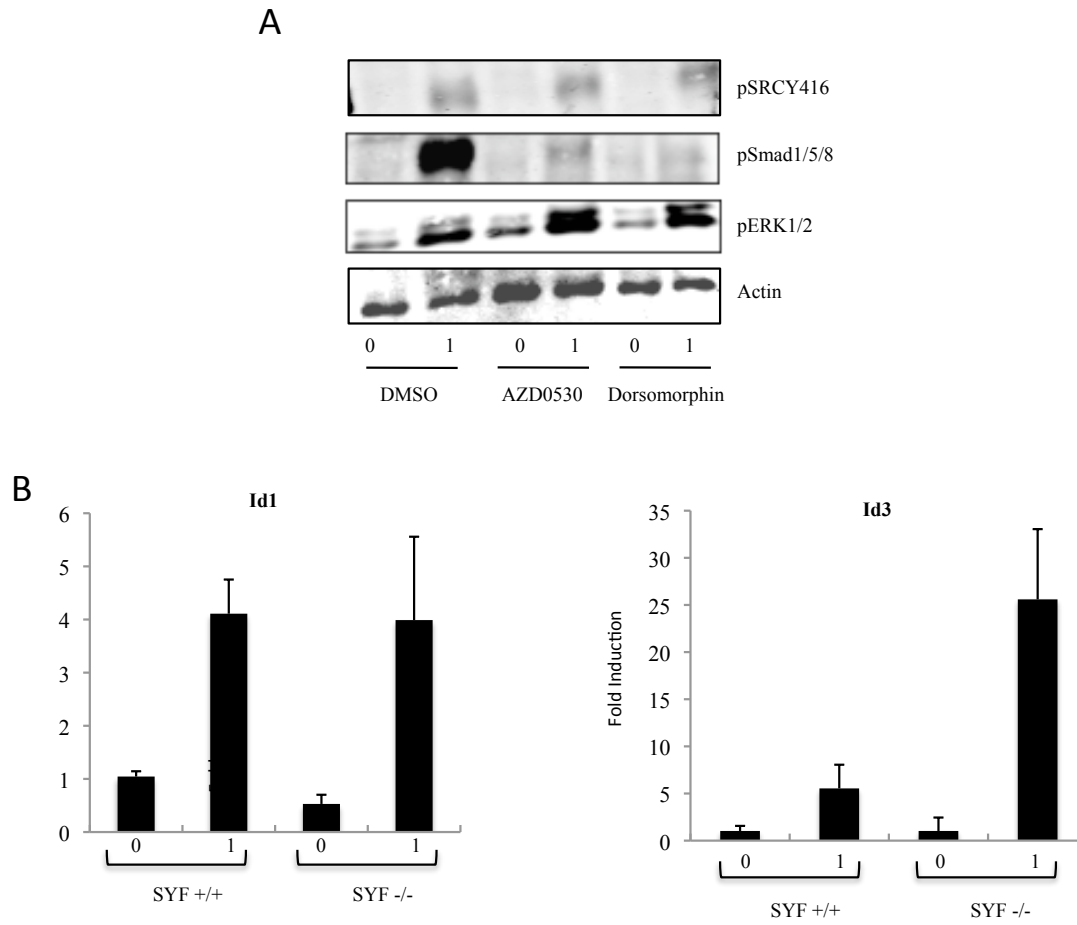 A
pSRCY416
pSmad1/5/8
pERK1/2
Actin
0 1 0 1 0 1
DMSO AZD0530 Dorsomorphin
B
Id1
6
5
4
3
2
1
0
0 1 0 1
SYF +/+ SYF -/-
Id3
Fold Induction
35
30
25
20
15
10
5
0
0 1 0 1
SYF +/+ SYF -/-